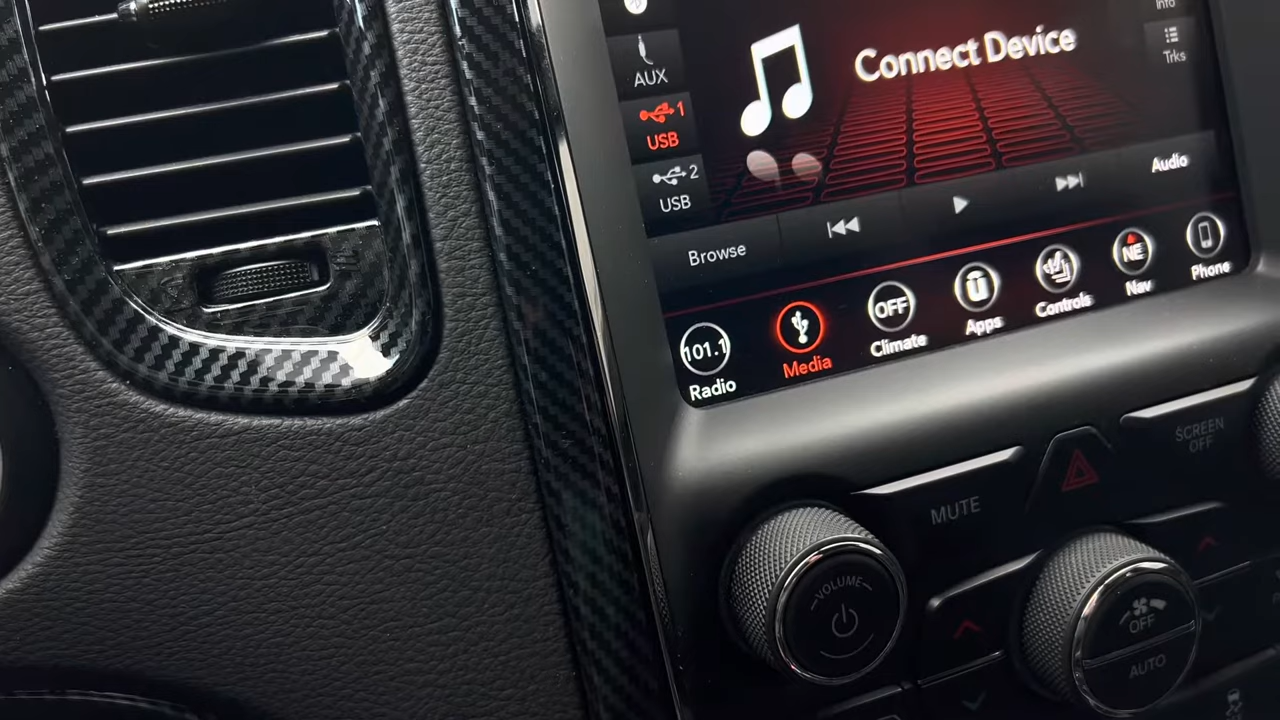 Connect Device
Info
Trks
AUX
1
USB
2
USB
Audio
Browse
101.1
Radio
Media
OFF
Climate
Apps
Controls
NE
Nav
Phone
MUTE
SCREEN
OFF
VOLUME
OFF
AUTO